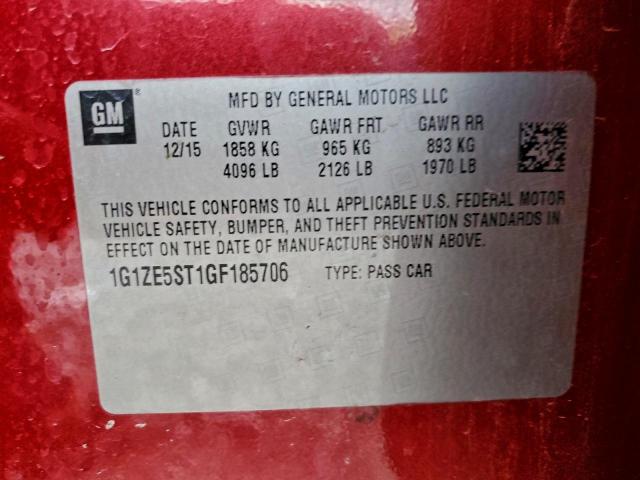 GM ®
MFD BY GENERAL MOTORS LLC
DATE GVWR GAWR FRT GAWR RR
12/15 1858 KG 965 KG 893 KG
4096 LB 2126 LB 1970 LB
THIS VEHICLE CONFORMS TO ALL APPLICABLE U.S. FEDERAL MOTOR
VEHICLE SAFETY, BUMPER, AND THEFT PREVENTION STANDARDS IN
EFFECT ON THE DATE OF MANUFACTURE SHOWN ABOVE.
1G1ZE5ST1GF185706 TYPE: PASS CAR